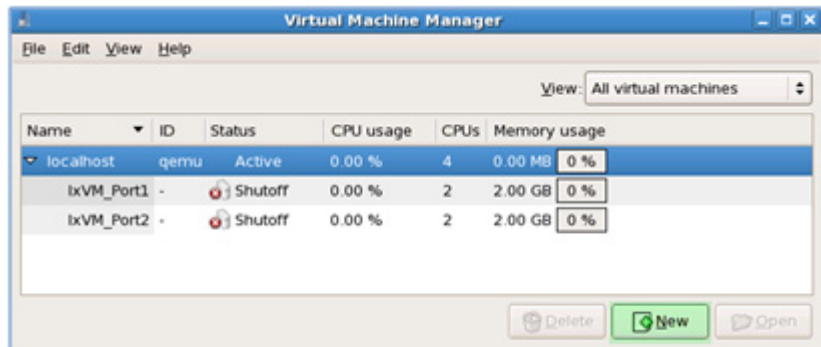 Virtual Machine Manager
File Edit View Help
View: All virtual machines
Name ID Status CPU usage CPUs Memory usage
localhost qemu Active 0.00 % 4 0.00 MB 0 %
IxVM_Port1 - Shutoff 0.00 % 2 2.00 GB 0 %
IxVM_Port2 - Shutoff 0.00 % 2 2.00 GB 0 %
Delete New Open